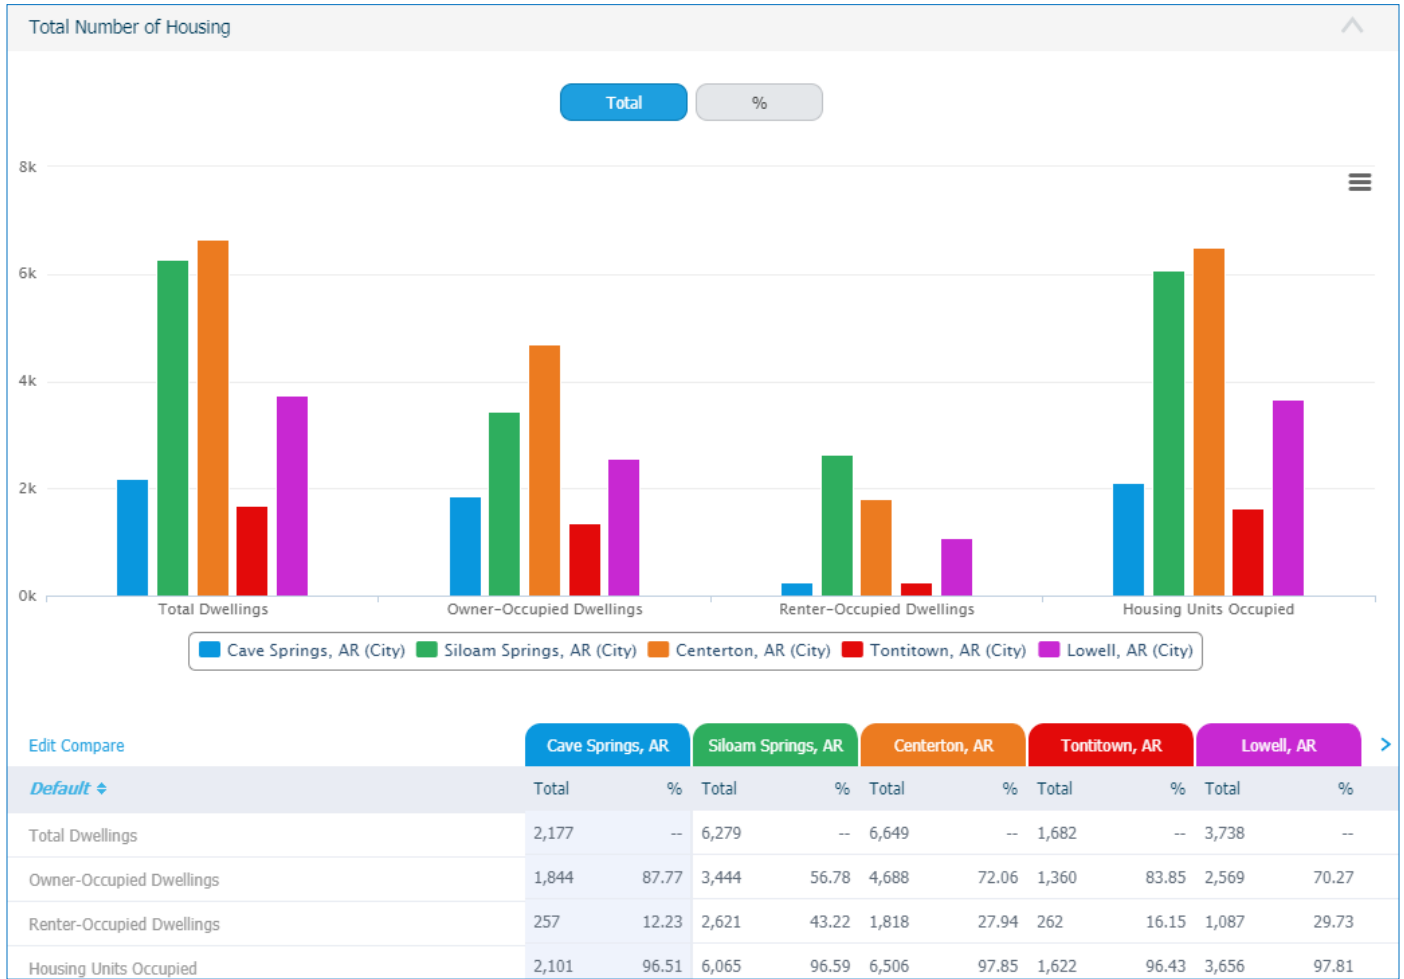 Total Number of Housing
Total %
8k
6k
4k
2k
0k
Total Dwellings Owner-Occupied Dwellings Renter-Occupied Dwellings Housing Units Occupied
Cave Springs, AR (City) Siloam Springs, AR (City) Centerton, AR (City) Tontitown, AR (City) Lowell, AR (City)
Edit Compare Cave Springs, AR Siloam Springs, AR Centerton, AR Tontitown, AR Lowell, AR >
Default Total % Total % Total % Total % Total %
Total Dwellings 2,177 -- 6,279 -- 6,649 -- 1,682 -- 3,738 --
Owner-Occupied Dwellings 1,844 87.77 3,444 56.78 4,688 72.06 1,360 83.85 2,569 70.27
Renter-Occupied Dwellings 257 12.23 2,621 43.22 1,818 27.94 262 16.15 1,087 29.73
Housing Units Occupied 2,101 96.51 6,065 96.59 6,506 97.85 1,622 96.43 3,656 97.81